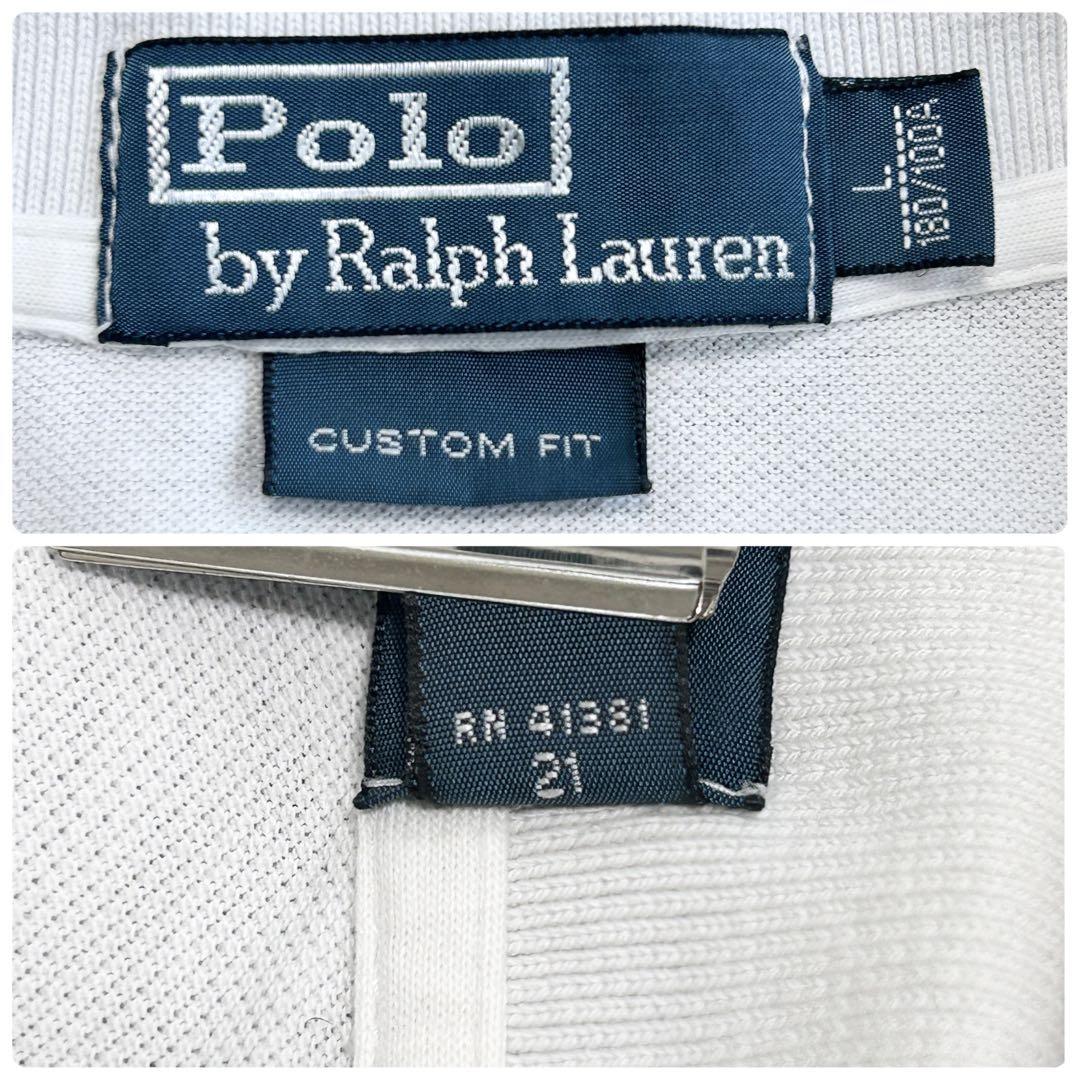 Polo
by Ralph Lauren
L
180/100A
CUSTOM FIT
RN 41381
21